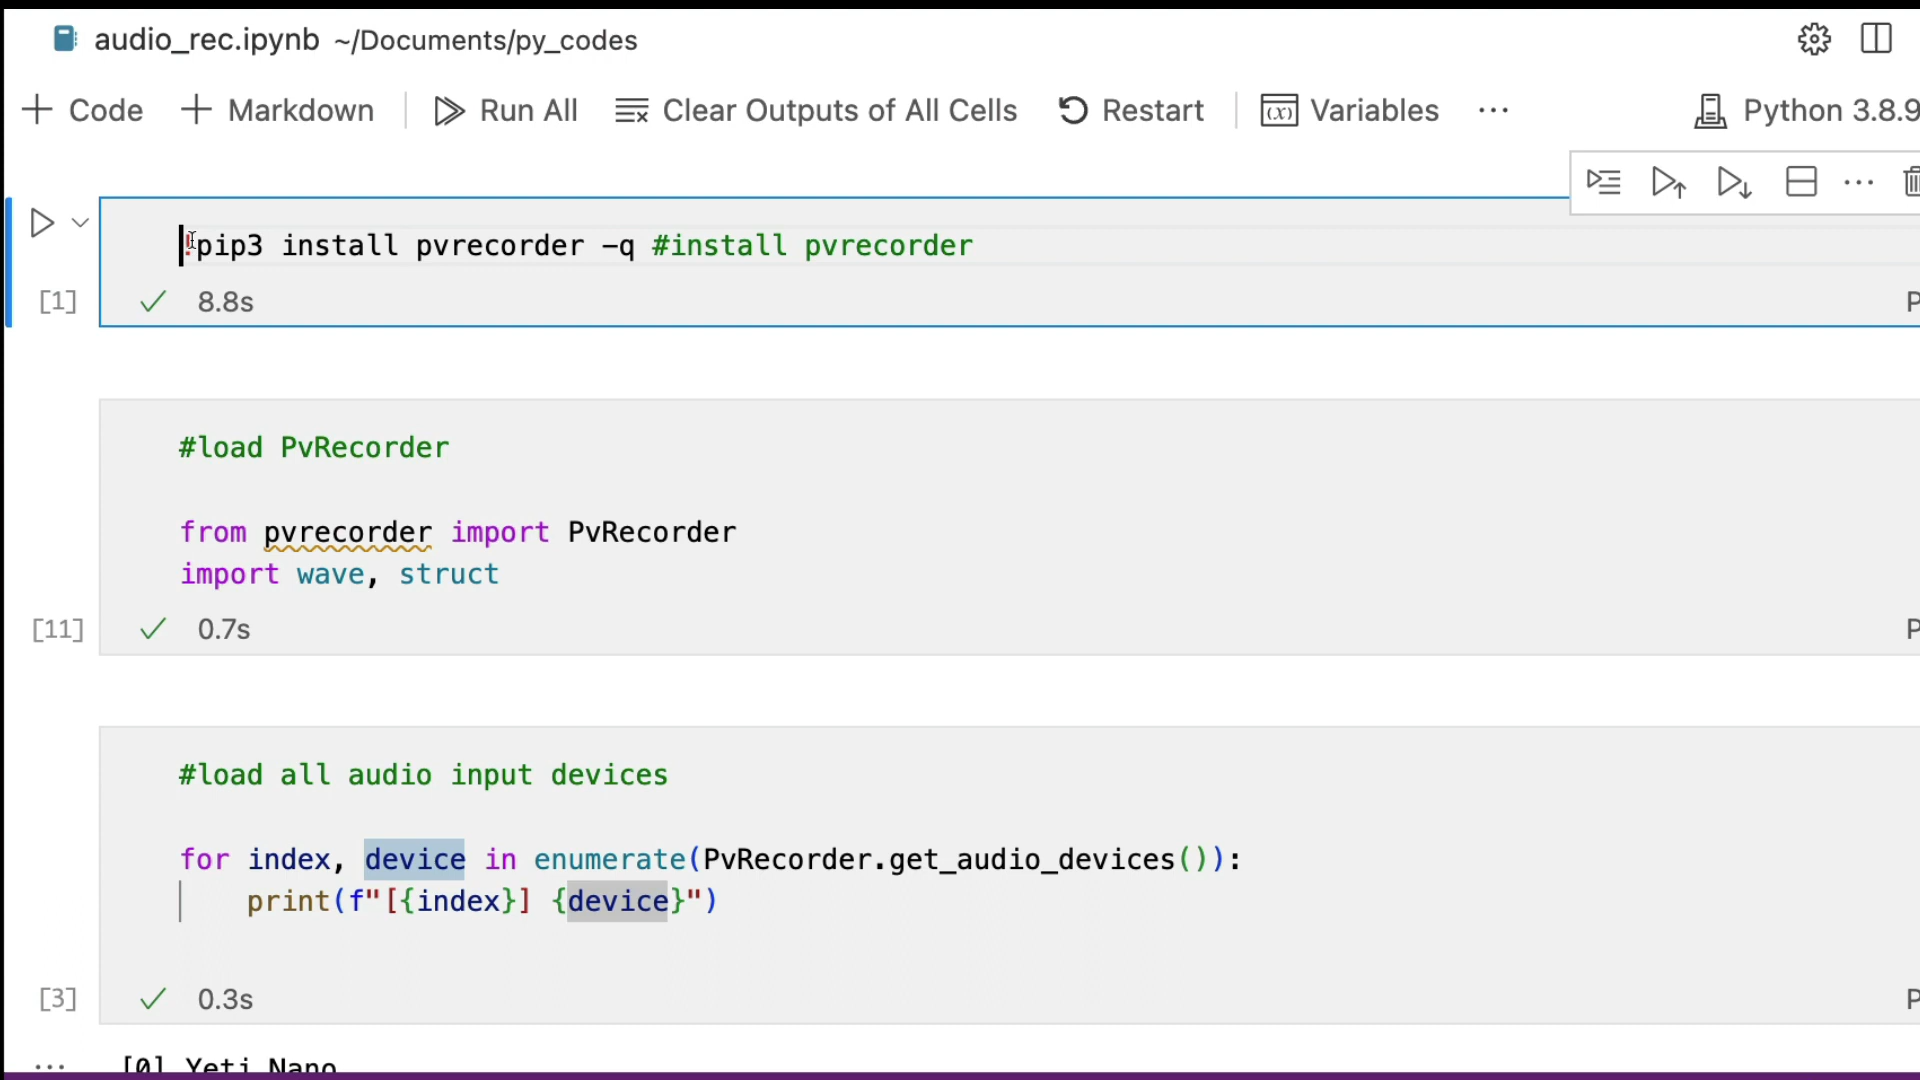 audio_rec.ipynb ~/Documents/py_codes
Code Markdown Run All Clear Outputs of All Cells Restart (x) Variables ... Python 3.8.9
!pip3 install pvrecorder -q #install pvrecorder
[1] 8.8s P
#load PvRecorder
from pvrecorder import PvRecorder
import wave, struct
[11] 0.7s P
#load all audio input devices
for index, device in enumerate(PvRecorder.get_audio_devices()):
print(f"[{index}] {device}")
[3] 0.3s P
... [0] Yeti Nano